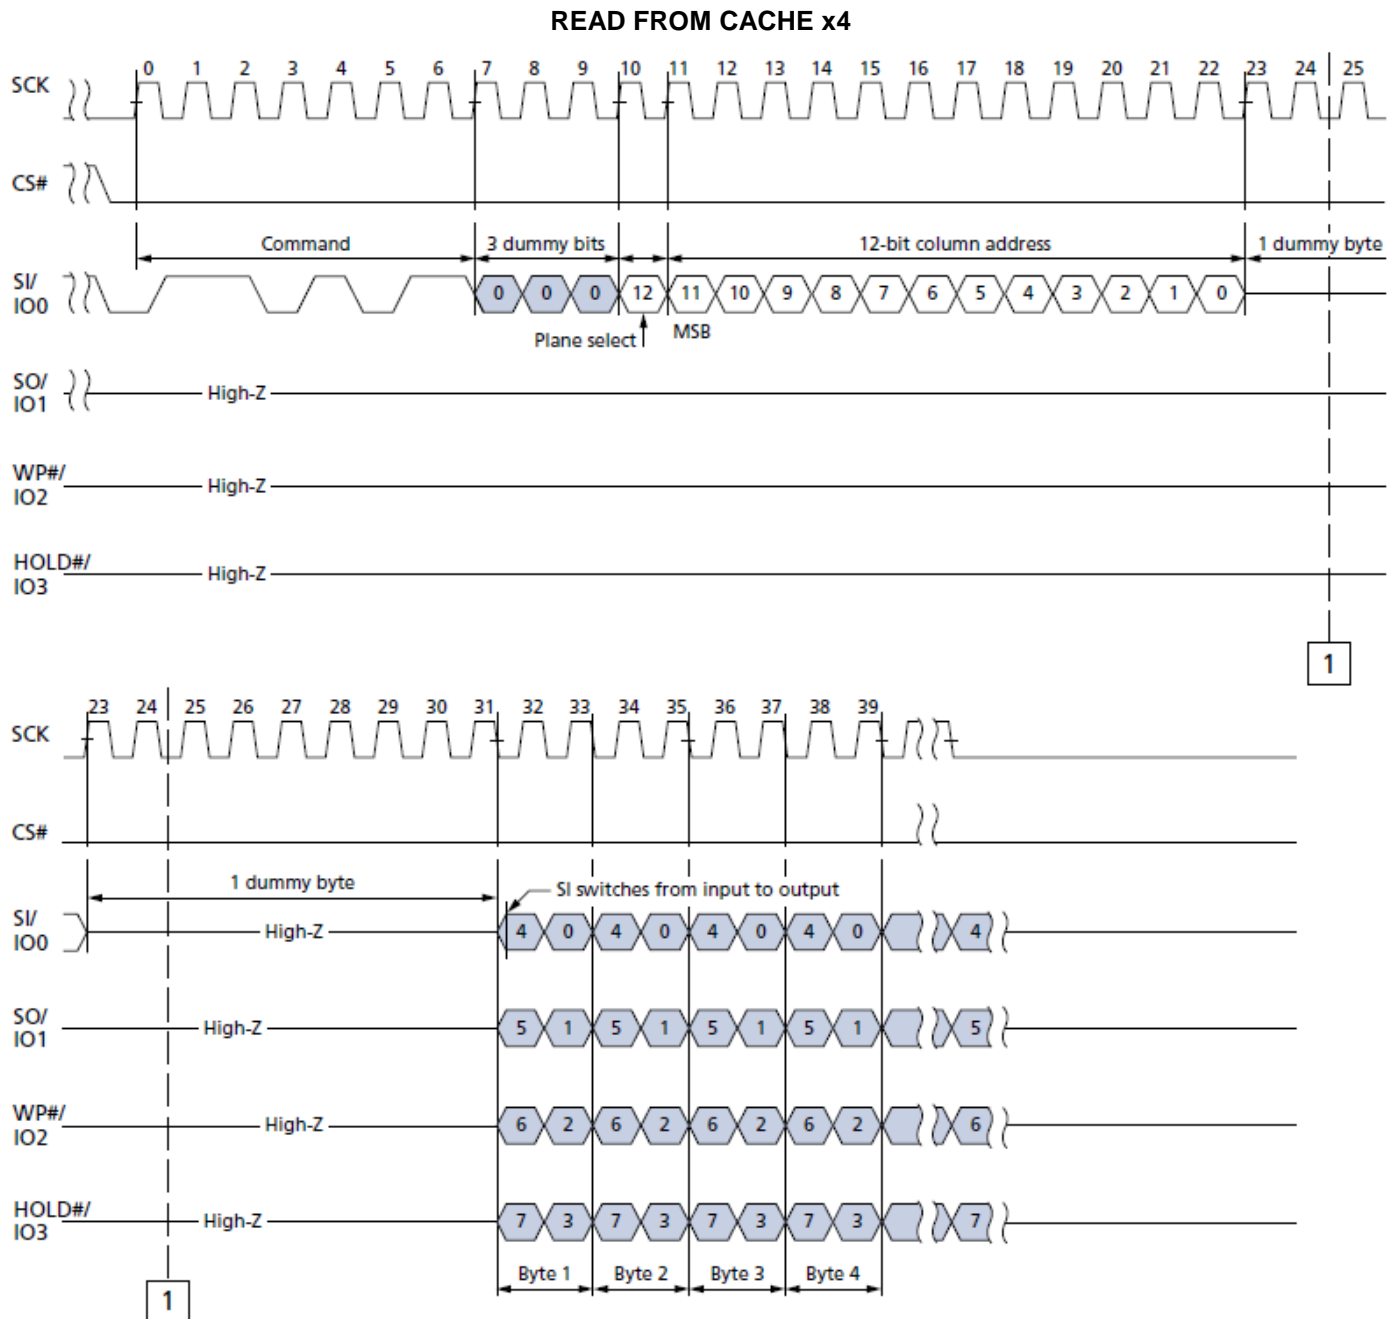 READ FROM CACHE x4
0 1 2 3 4 5 6 7 8 9 10 11 12 13 14 15 16 17 18 19 20 21 22 23 24 25
SCK
CS#
Command 3 dummy bits 12-bit column address 1 dummy byte
SI/
IO0
0 0 0 12 11 10 9 8 7 6 5 4 3 2 1 0
Plane select MSB
SO/
IO1
High-Z
WP#/
IO2
High-Z
HOLD#/
IO3
High-Z
1
23 24 25 26 27 28 29 30 31 32 33 34 35 36 37 38 39
SCK
CS#
1 dummy byte SI switches from input to output
SI/
IO0
High-Z 4 0 4 0 4 0 4 0 4
SO/
IO1
High-Z 5 1 5 1 5 1 5 1 5
WP#/
IO2
High-Z 6 2 6 2 6 2 6 2 6
HOLD#/
IO3
High-Z 7 3 7 3 7 3 7 3 7
Byte 1 Byte 2 Byte 3 Byte 4
1